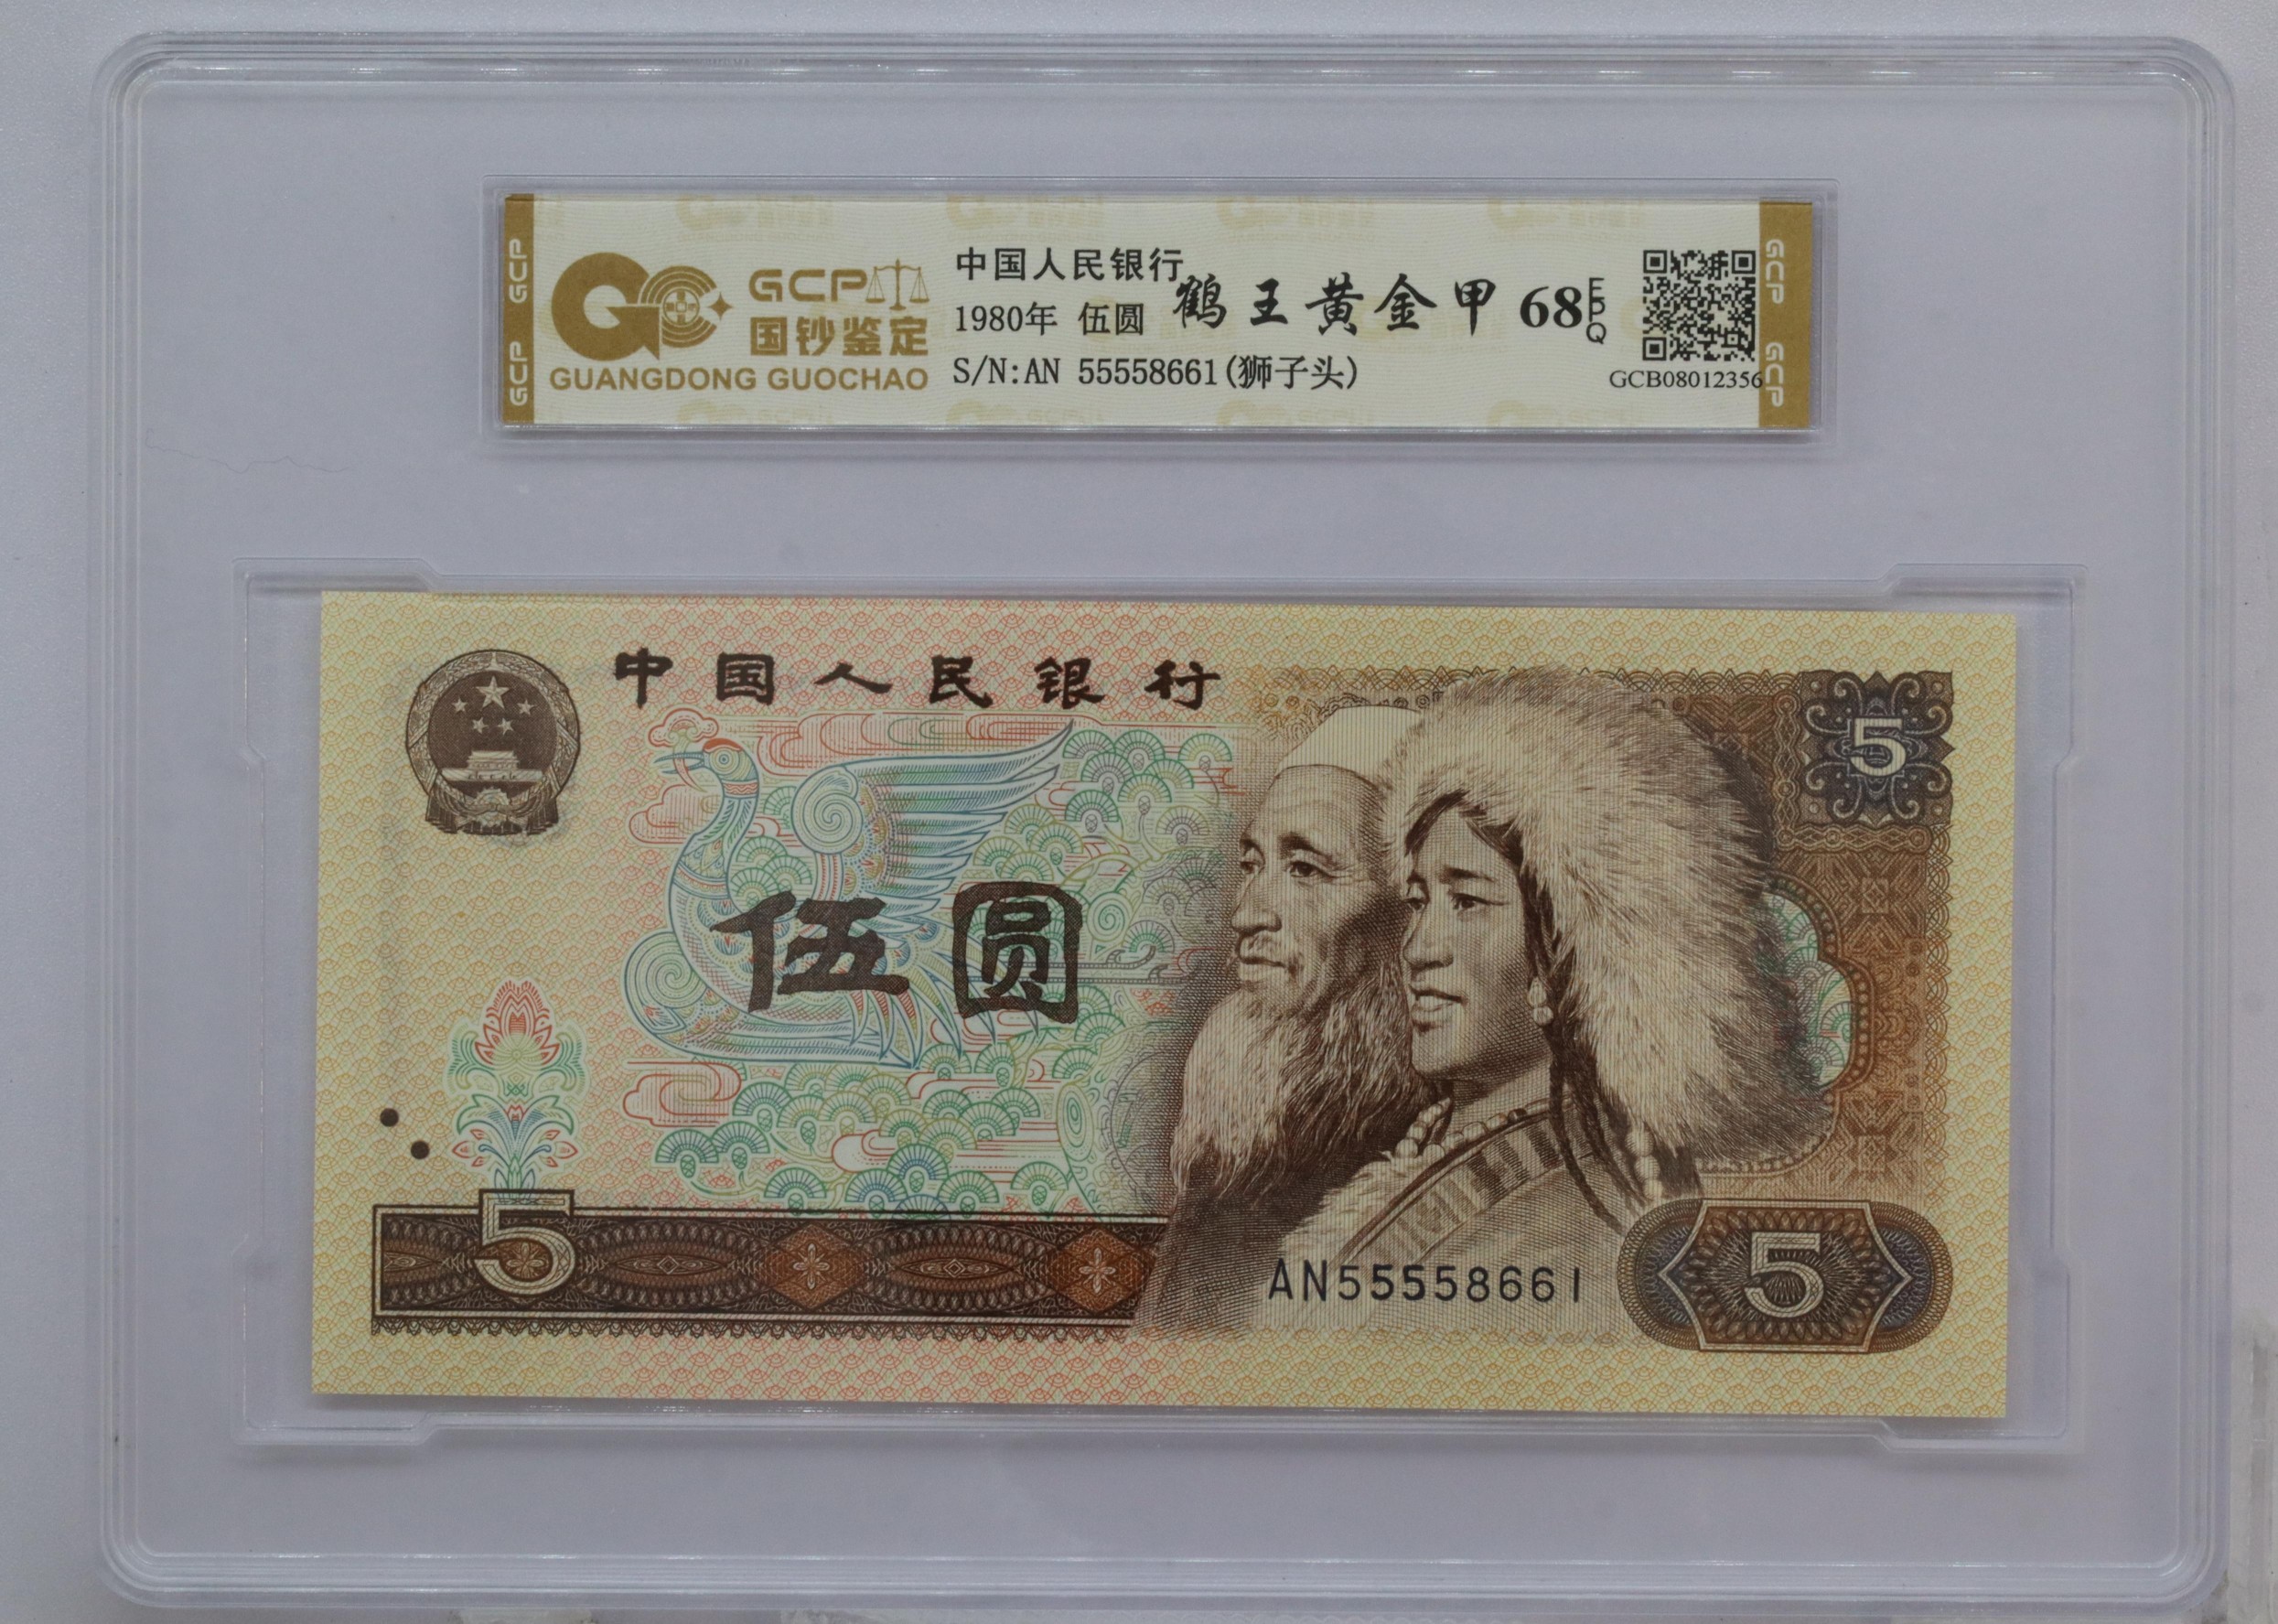 GCP GCP
GCP
国钞鉴定
GUANGDONG GUOCHAO
中国人民银行
1980年 伍圆
S/N:AN 55558661(狮子头)
鹤王黄金甲 68 EPQ
GCB08012356
GCP GCP
中国人民银行
5
伍圆
5
AN55558661
5